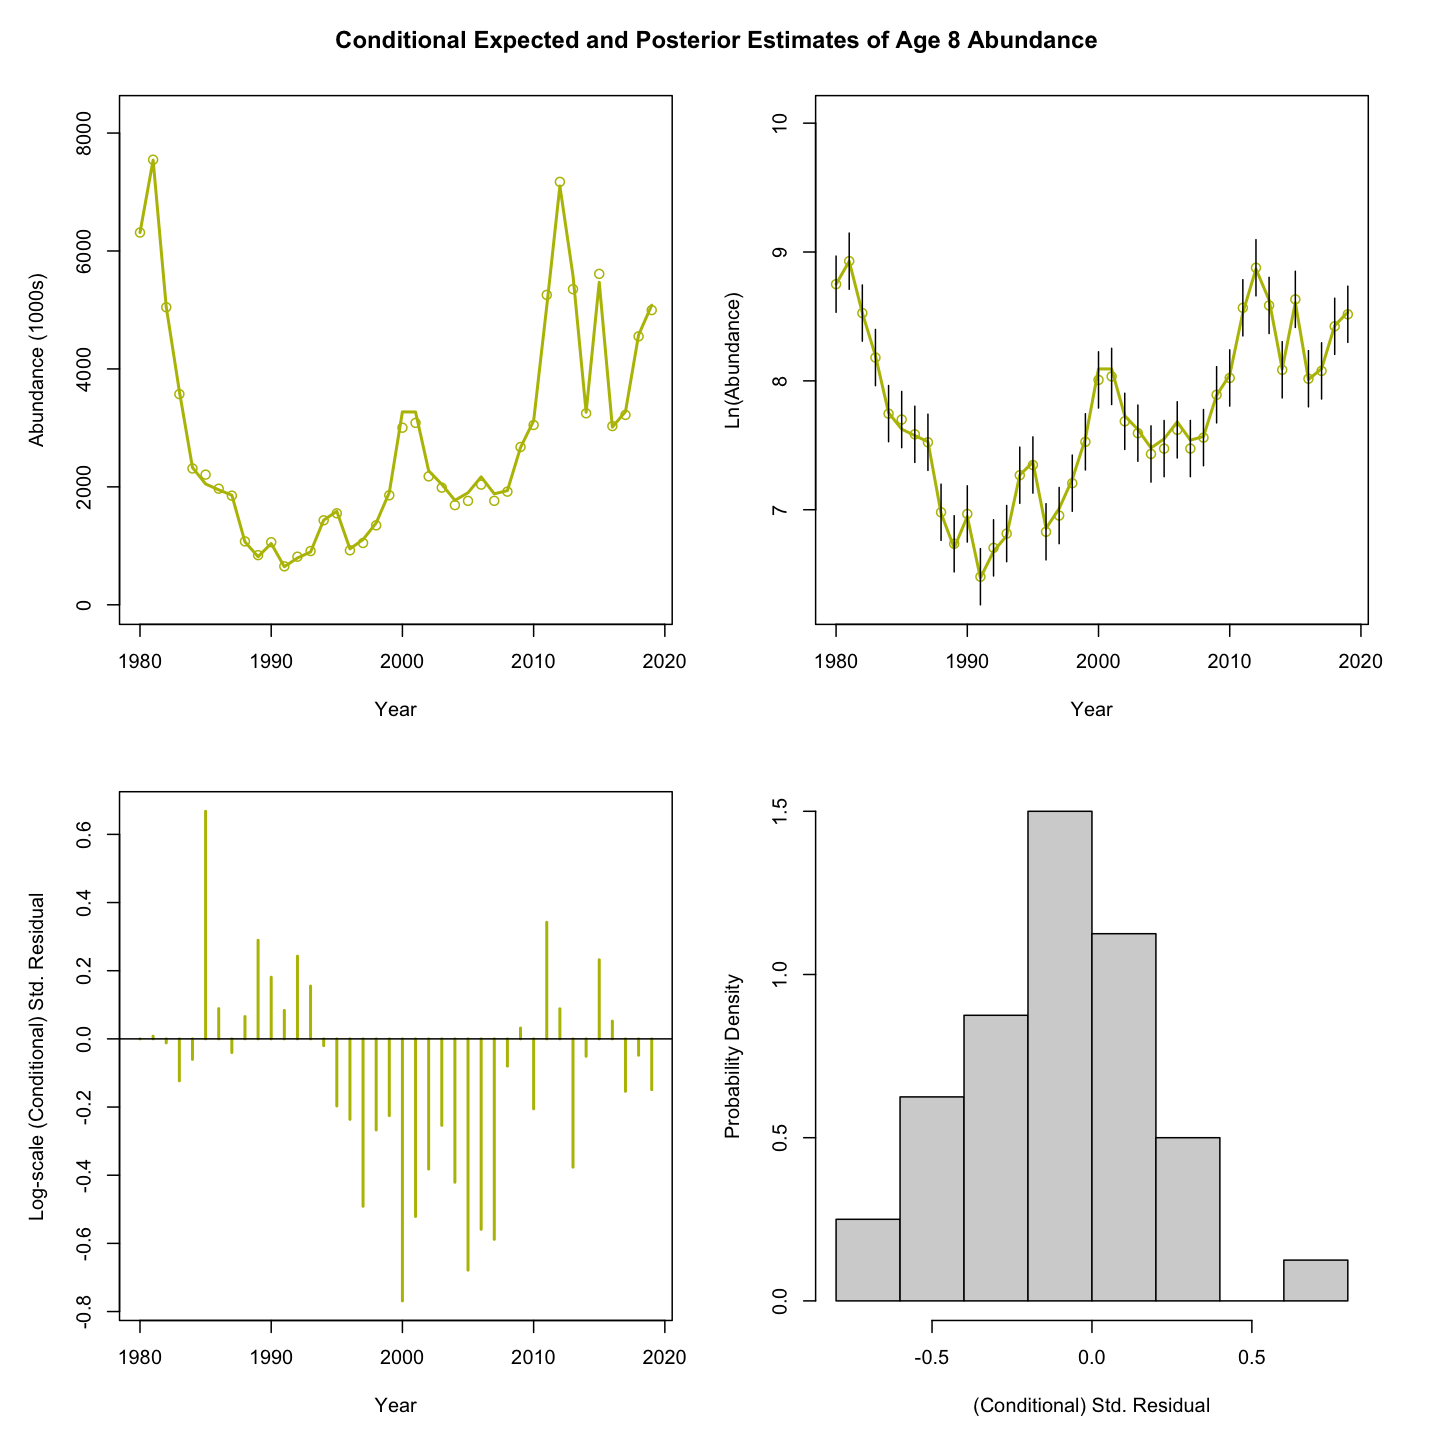 Conditional Expected and Posterior Estimates of Age 8 Abundance
Abundance (1000s)
8000
6000
4000
2000
0
1980 1990 2000 2010 2020
Year
Ln(Abundance)
10
9
8
7
1980 1990 2000 2010 2020
Year
Log-scale (Conditional) Std. Residual
0.6
0.4
0.2
0.0
-0.2
-0.4
-0.6
-0.8
1980 1990 2000 2010 2020
Year
Probability Density
1.5
1.0
0.5
0.0
-0.5 0.0 0.5
(Conditional) Std. Residual